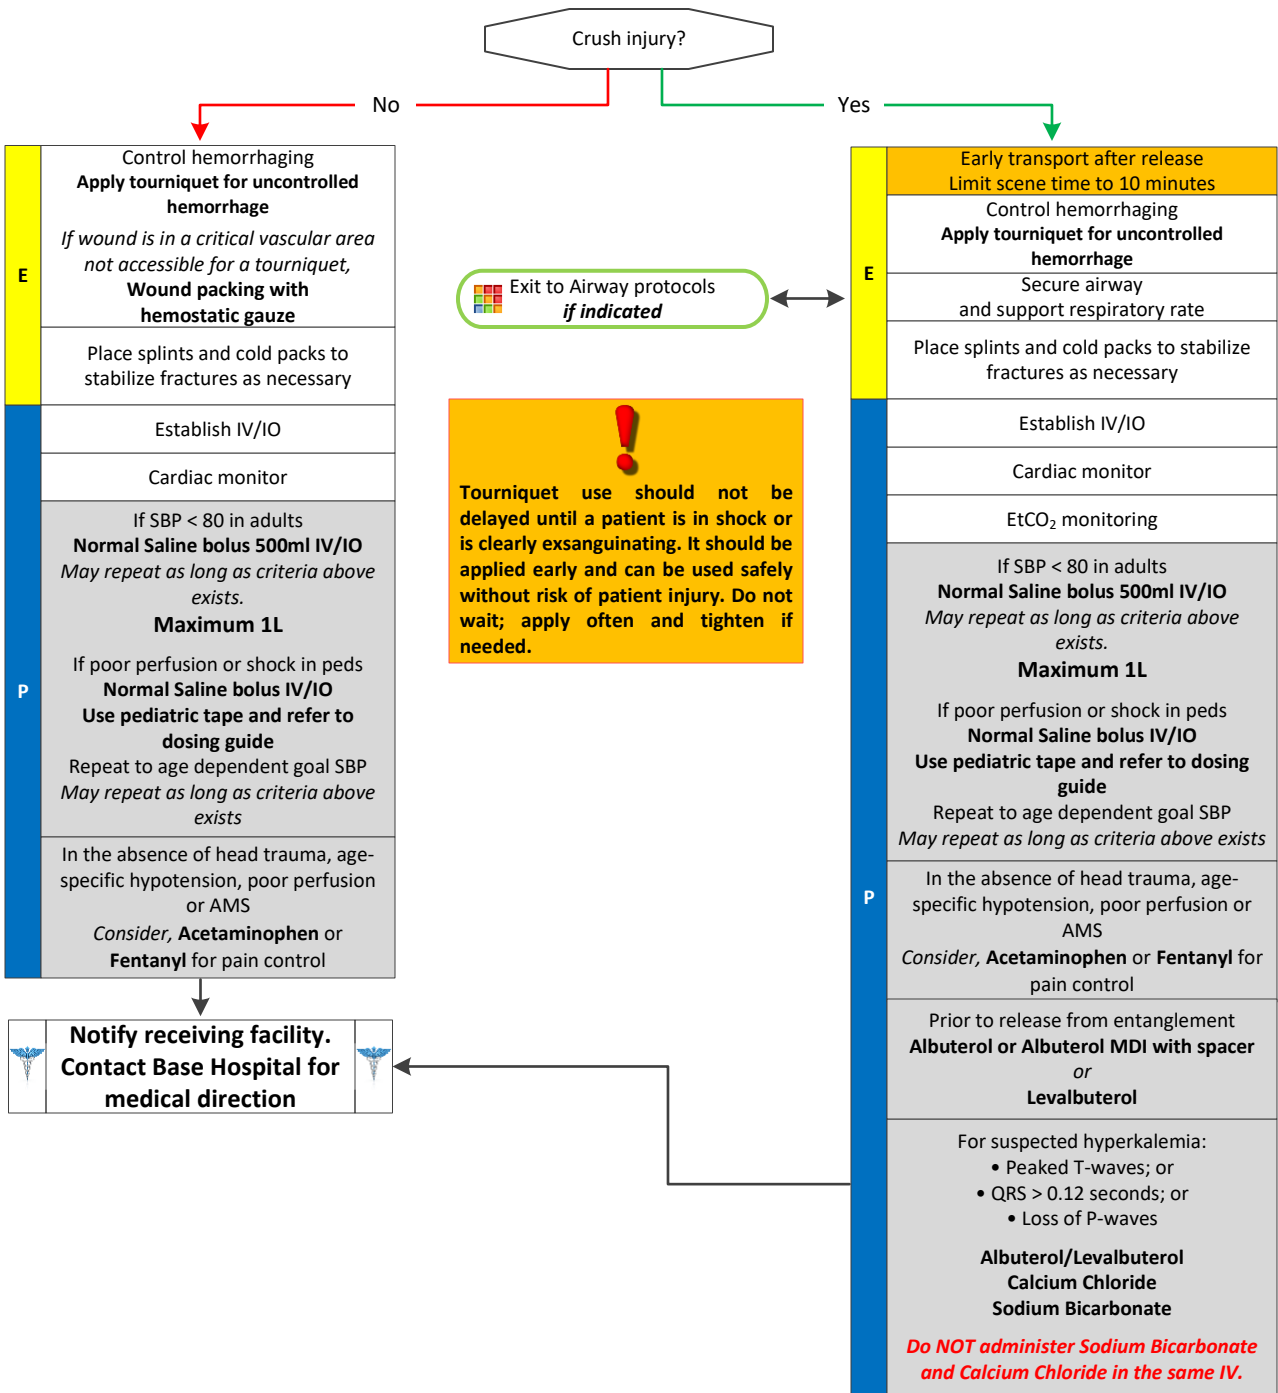 Crush injury?
No
Yes
E
Control hemorrhaging
Apply tourniquet for uncontrolled
hemorrhage
If wound is in a critical vascular area
not accessible for a tourniquet,
Wound packing with
hemostatic gauze
Place splints and cold packs to
stabilize fractures as necessary
P
Establish IV/IO
Cardiac monitor
If SBP < 80 in adults
Normal Saline bolus 500ml IV/IO
May repeat as long as criteria above
exists.
Maximum 1L
If poor perfusion or shock in peds
Normal Saline bolus IV/IO
Use pediatric tape and refer to
dosing guide
Repeat to age dependent goal SBP
May repeat as long as criteria above
exists
In the absence of head trauma, age-
specific hypotension, poor perfusion
or AMS
Consider, Acetaminophen or
Fentanyl for pain control
Notify receiving facility.
Contact Base Hospital for
medical direction
Exit to Airway protocols
if indicated
Tourniquet use should not be
delayed until a patient is in shock or
is clearly exsanguinating. It should be
applied early and can be used safely
without risk of patient injury. Do not
wait; apply often and tighten if
needed.
E
Early transport after release
Limit scene time to 10 minutes
Control hemorrhaging
Apply tourniquet for uncontrolled
hemorrhage
Secure airway
and support respiratory rate
Place splints and cold packs to stabilize
fractures as necessary
P
Establish IV/IO
Cardiac monitor
EtCO₂ monitoring
If SBP < 80 in adults
Normal Saline bolus 500ml IV/IO
May repeat as long as criteria above
exists.
Maximum 1L
If poor perfusion or shock in peds
Normal Saline bolus IV/IO
Use pediatric tape and refer to dosing
guide
Repeat to age dependent goal SBP
May repeat as long as criteria above exists
In the absence of head trauma, age-
specific hypotension, poor perfusion or
AMS
Consider, Acetaminophen or Fentanyl for
pain control
Prior to release from entanglement
Albuterol or Albuterol MDI with spacer
or
Levalbuterol
For suspected hyperkalemia:
• Peaked T-waves; or
• QRS > 0.12 seconds; or
• Loss of P-waves
Albuterol/Levalbuterol
Calcium Chloride
Sodium Bicarbonate
Do NOT administer Sodium Bicarbonate
and Calcium Chloride in the same IV.